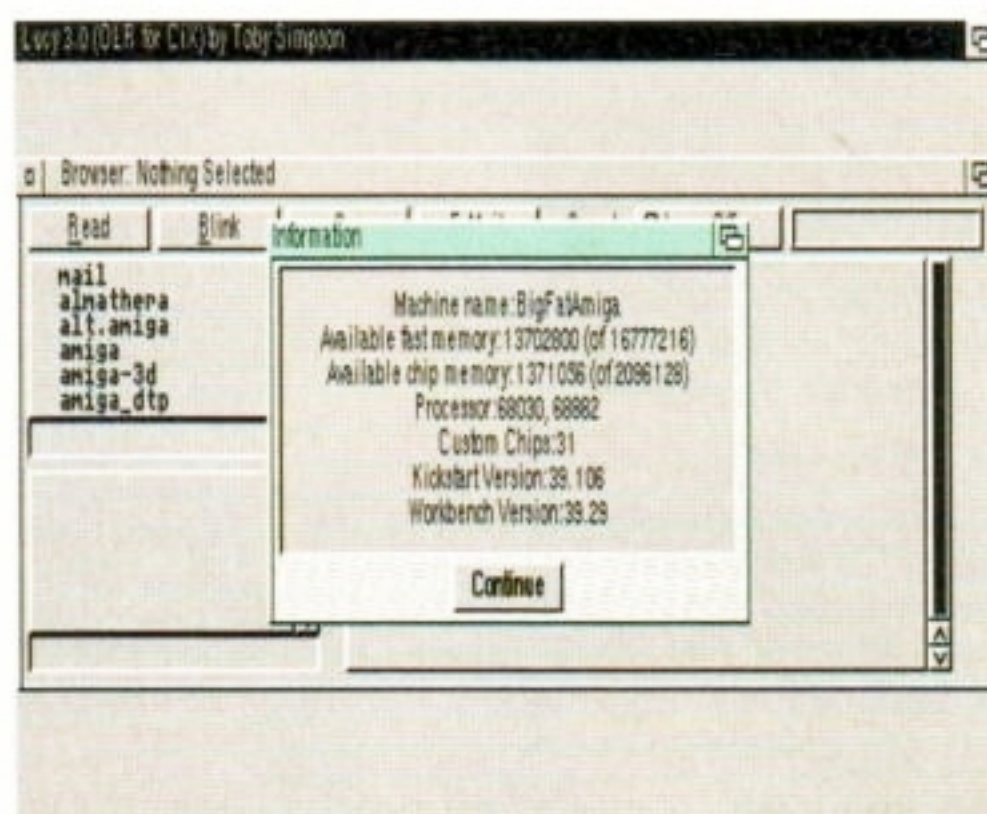 Lucy 3.0 (OLR for CIX) by Toby Simpson
Browser: Nothing Selected
Read
Blink
Information
mail
almathera
alt.amiga
amiga
amiga-3d
amiga_dtp
Machine name:BigFatAmiga
Available fast memory:13702800 (of 16777216)
Available chip memory:1371056 (of 2096128)
Processor:68030, 68882
Custom Chips:31
Kickstart Version:39.106
Workbench Version:39.29
Continue